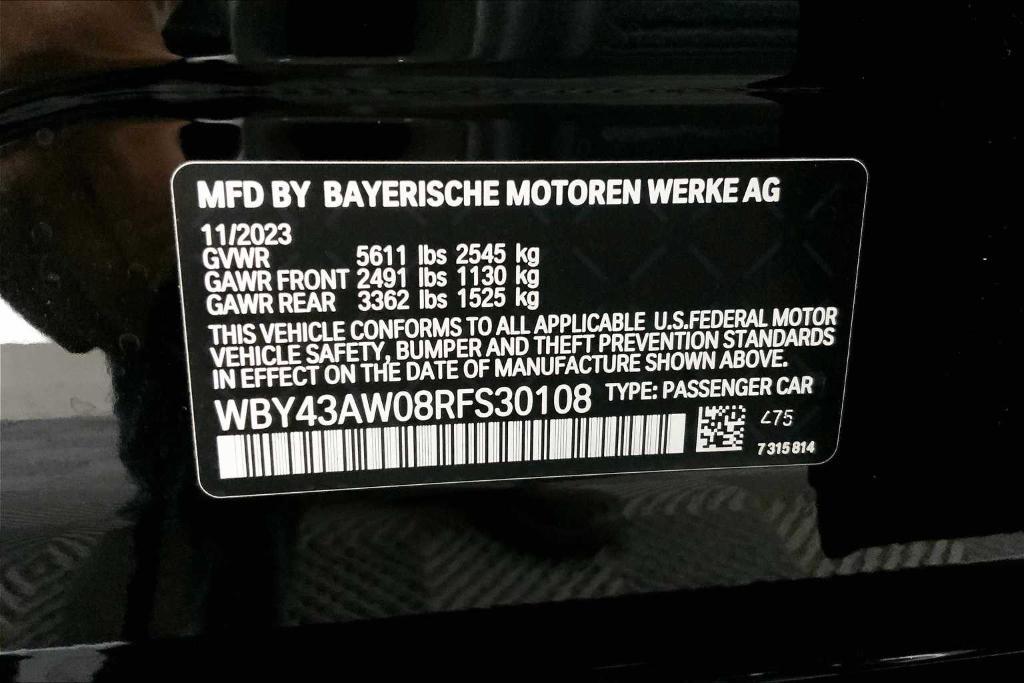 MFD BY BAYERISCHE MOTOREN WERKE AG
11/2023
GVWR 5611 lbs 2545 kg
GAWR FRONT 2491 lbs 1130 kg
GAWR REAR 3362 lbs 1525 kg
THIS VEHICLE CONFORMS TO ALL APPLICABLE U.S.FEDERAL MOTOR
VEHICLE SAFETY, BUMPER AND THEFT PREVENTION STANDARDS
IN EFFECT ON THE DATE OF MANUFACTURE SHOWN ABOVE.
WBY43AW08RFS30108 TYPE: PASSENGER CAR
475
7 315 814